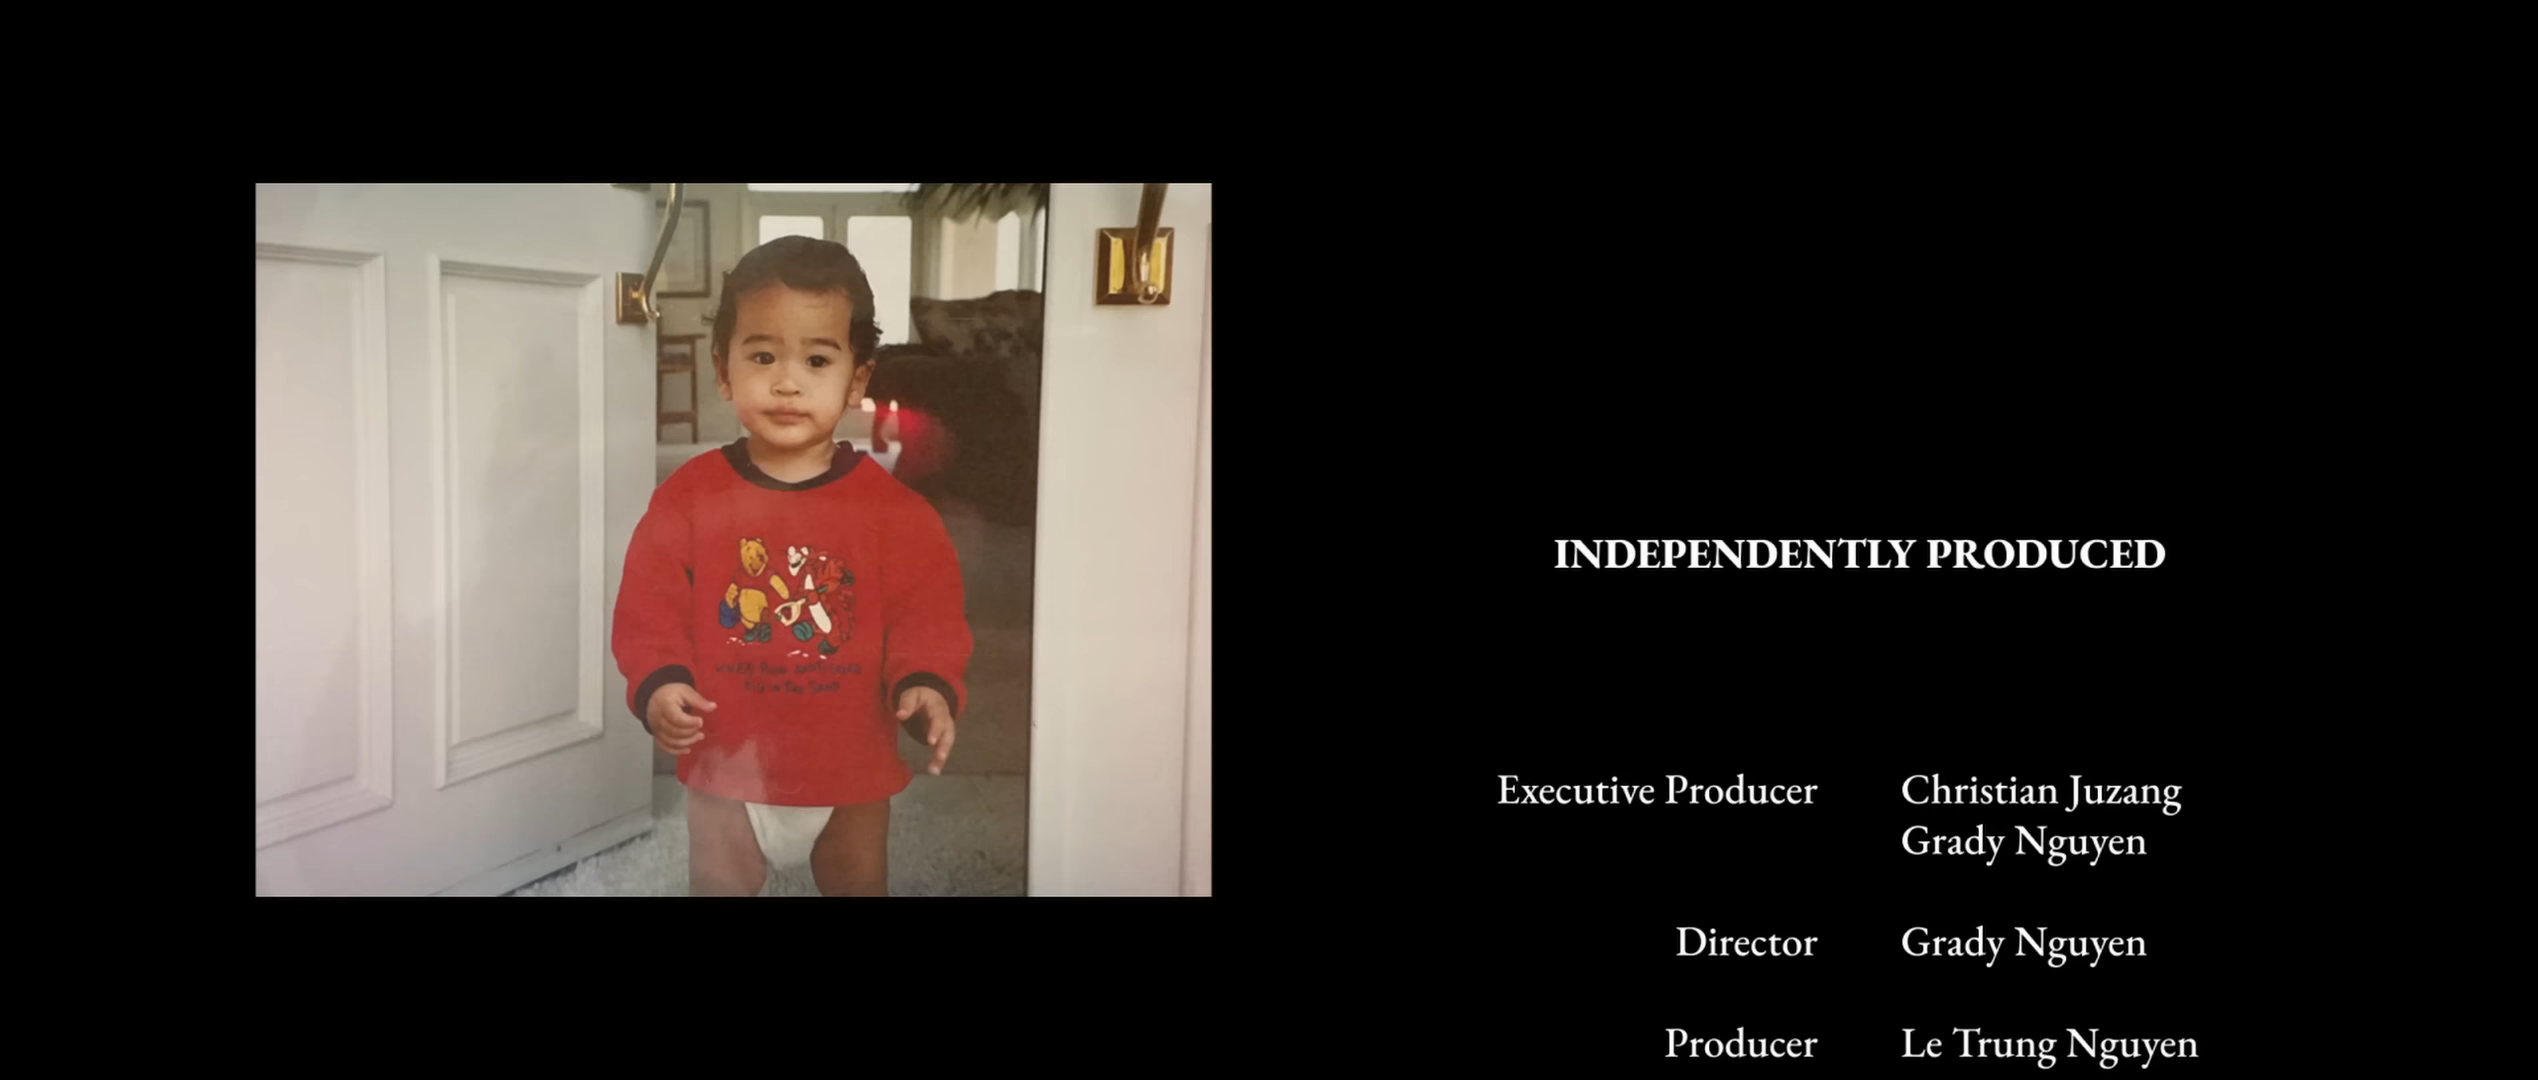 INDEPENDENTLY PRODUCED
Executive Producer Christian Juzang
Grady Nguyen
Director Grady Nguyen
Producer Le Trung Nguyen